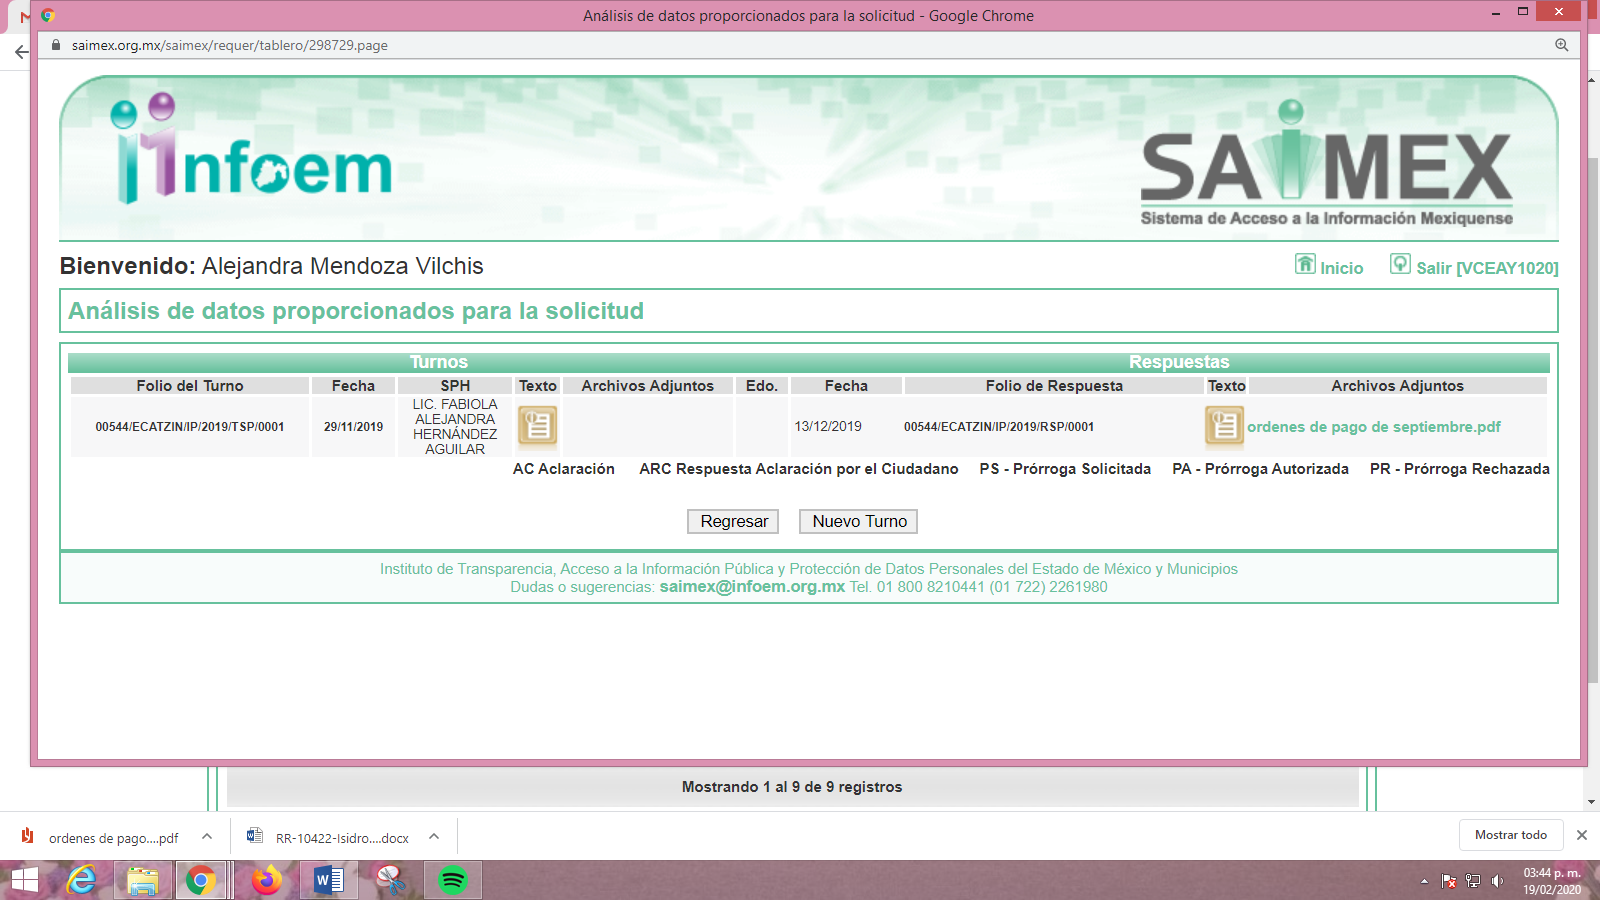 Análisis de datos proporcionados para la solicitud - Google Chrome
saimex.org.mx/saimex/requer/tablero/298729.page
infoem
SAIMEX
Sistema de Acceso a la Información Mexiquense
Bienvenido: Alejandra Mendoza Vilchis
Inicio Salir [VCEAY1020]
Análisis de datos proporcionados para la solicitud
Turnos Respuestas
Folio del Turno Fecha SPH Texto Archivos Adjuntos Edo. Fecha Folio de Respuesta Texto Archivos Adjuntos
00544/ECATZIN/IP/2019/TSP/0001 29/11/2019 LIC. FABIOLA
ALEJANDRA
HERNÁNDEZ
AGUILAR
13/12/2019 00544/ECATZIN/IP/2019/RSP/0001 ordenes de pago de septiembre.pdf
AC Aclaración ARC Respuesta Aclaración por el Ciudadano PS - Prórroga Solicitada PA - Prórroga Autorizada PR - Prórroga Rechazada
Regresar Nuevo Turno
Instituto de Transparencia, Acceso a la Información Pública y Protección de Datos Personales del Estado de México y Municipios
Dudas o sugerencias: saimex@infoem.org.mx Tel. 01 800 8210441 (01 722) 2261980
Mostrando 1 al 9 de 9 registros
ordenes de pago....pdf RR-10422-Isidro....docx Mostrar todo
03:44 p. m.
19/02/2020